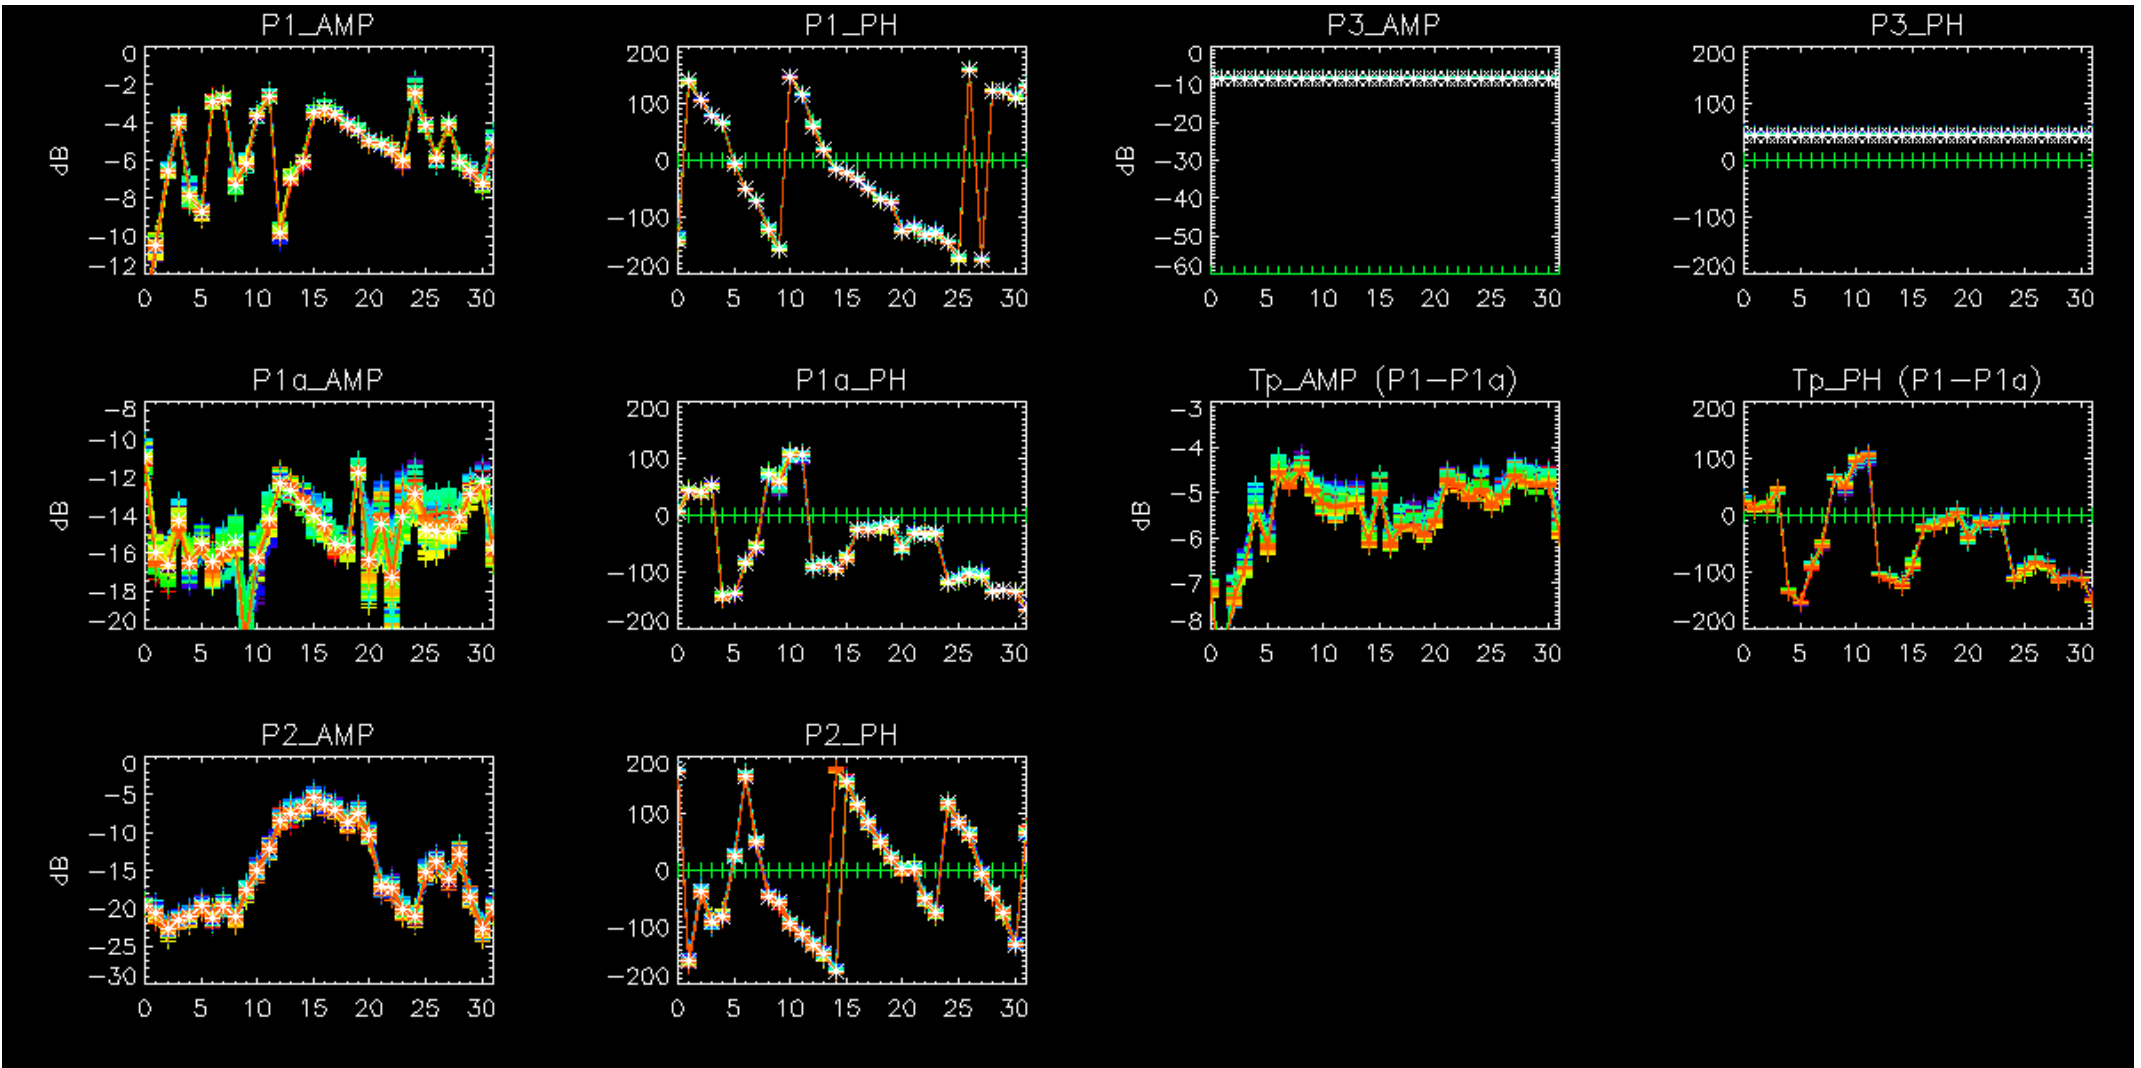 P1_AMP
P1_PH
P3_AMP
P3_PH
0
-2
-4
-6
-8
-10
-12
dB
0 5 10 15 20 25 30
200
100
0
-100
-200
0 5 10 15 20 25 30
0
-10
-20
-30
-40
-50
-60
dB
0 5 10 15 20 25 30
200
100
0
-100
-200
0 5 10 15 20 25 30
P1a_AMP
P1a_PH
Tp_AMP (P1-P1a)
Tp_PH (P1-P1a)
-8
-10
-12
-14
-16
-18
-20
dB
0 5 10 15 20 25 30
200
100
0
-100
-200
0 5 10 15 20 25 30
-3
-4
-5
-6
-7
-8
dB
0 5 10 15 20 25 30
200
100
0
-100
-200
0 5 10 15 20 25 30
P2_AMP
P2_PH
0
-5
-10
-15
-20
-25
-30
dB
0 5 10 15 20 25 30
200
100
0
-100
-200
0 5 10 15 20 25 30